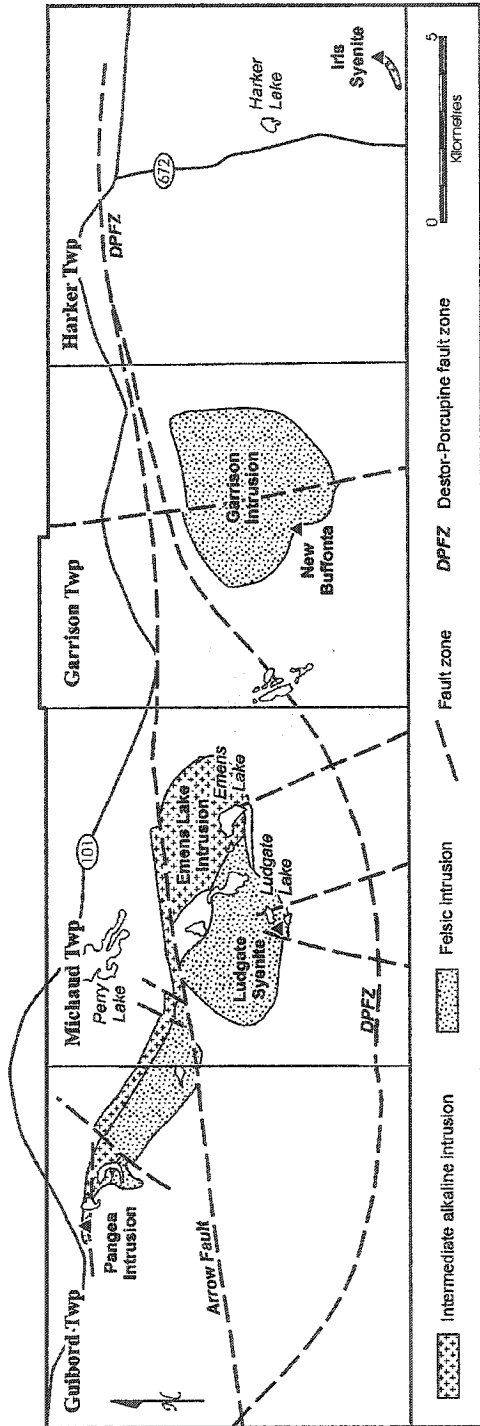 Guibord Twp
Michaud Twp
Garrison Twp
Harker Twp
N
101
Perry
Lake
DPFZ
672
Pangea
Intrusion
Arrow Fault
Emens Lake
Intrusion
Emens
Lake
Ludgate
Syenite
Ludgate
Lake
DPFZ
Garrison
Intrusion
New
Buffonta
Harker
Lake
Iris
Syenite
Intermediate alkaline intrusion
Felsic intrusion
Fault zone
DPFZ Destor-Porcupine fault zone
0 5
Kilometres